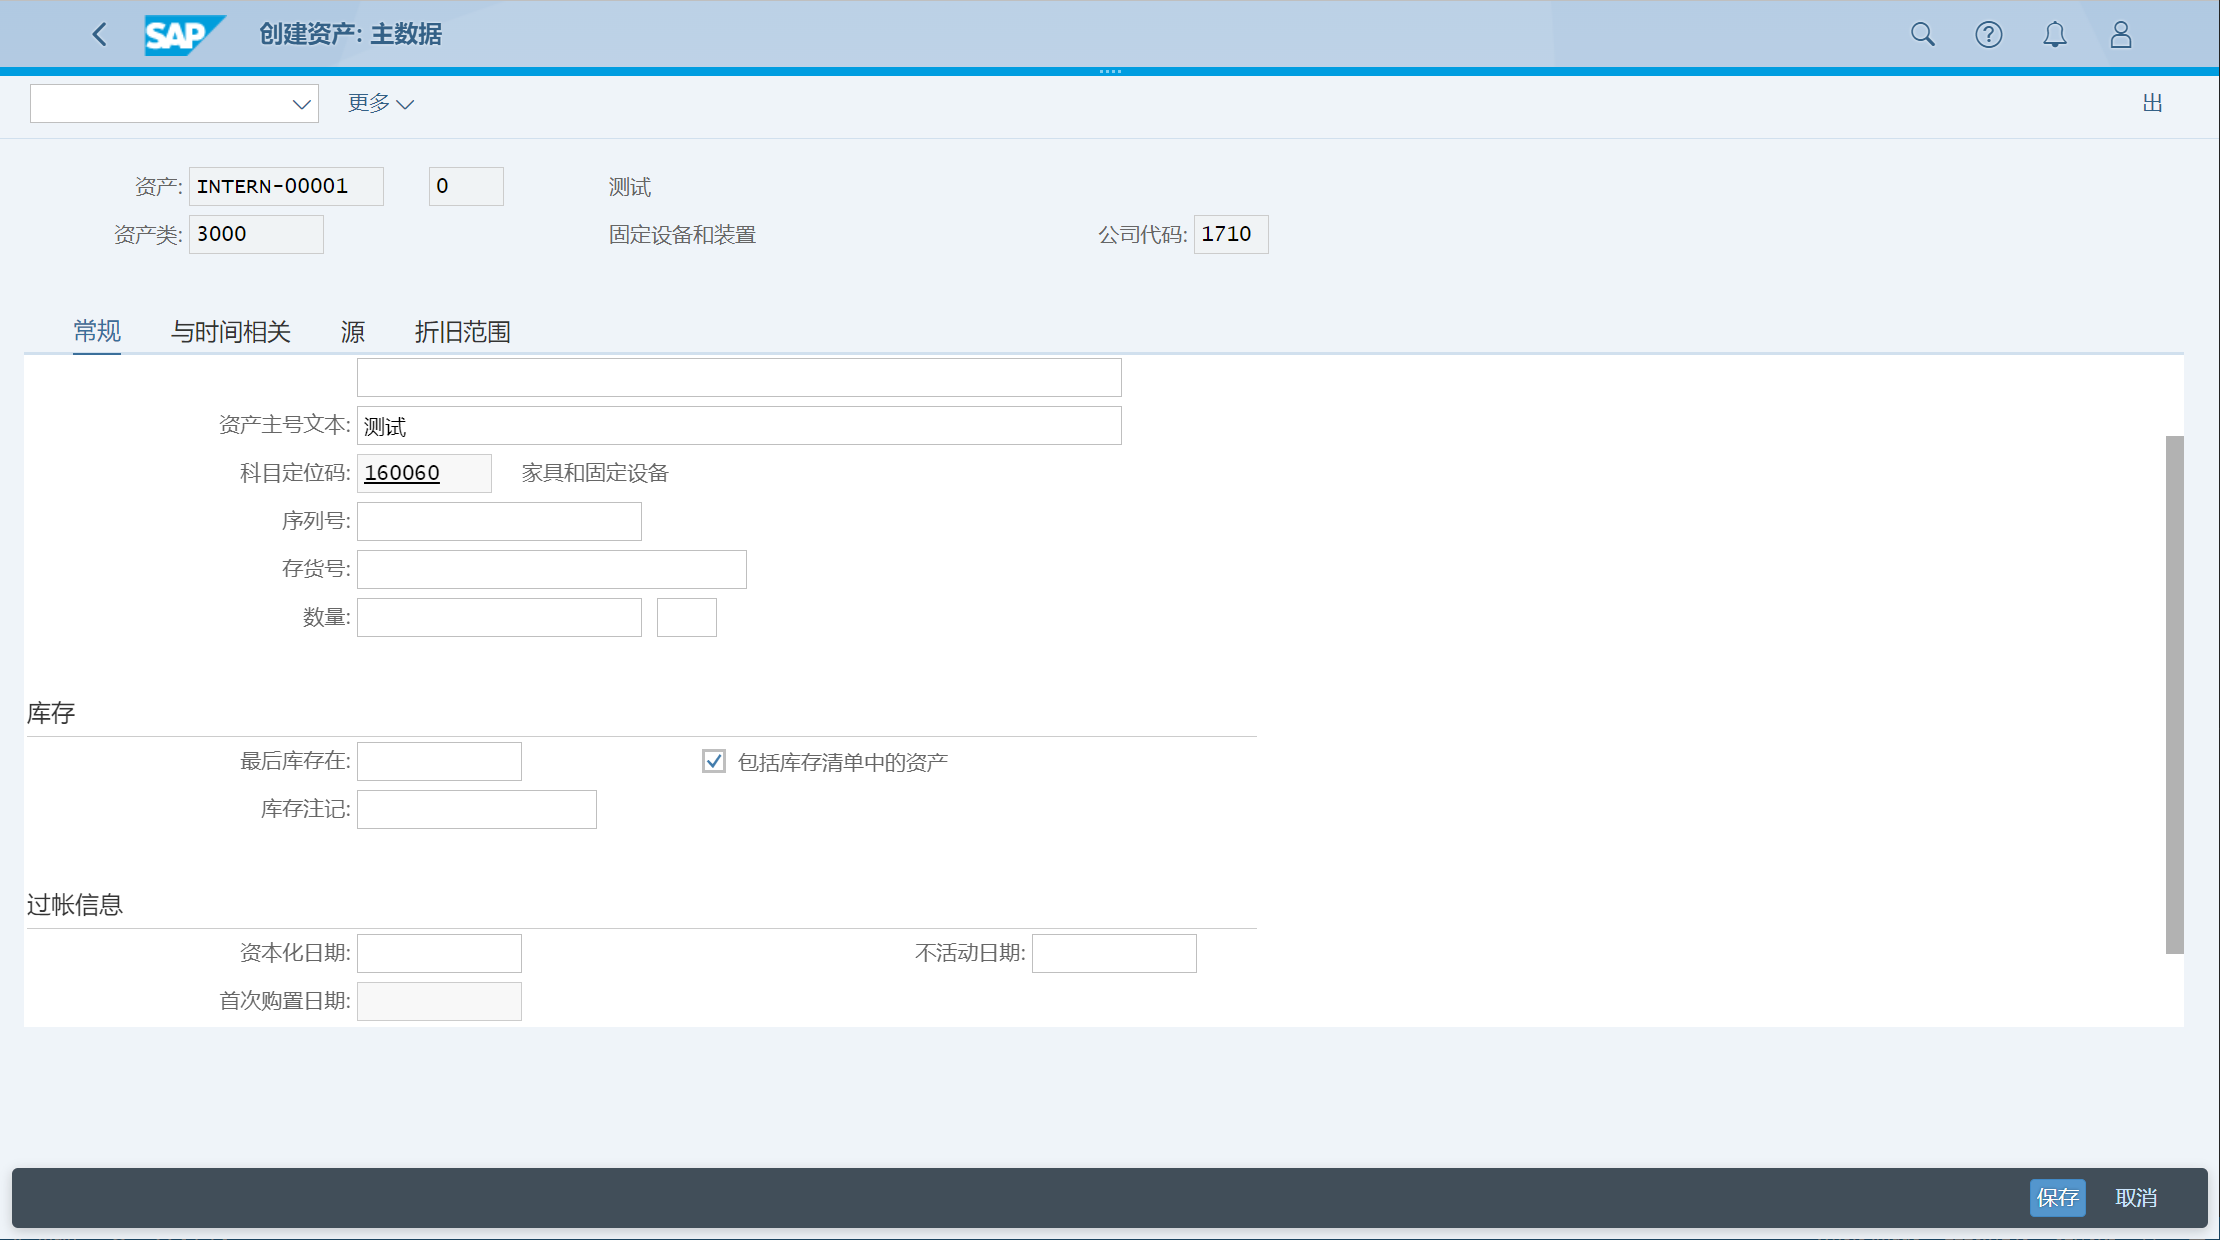 SAP 创建资产: 主数据
更多 出
资产: INTERN-00001 0 测试
资产类: 3000 固定设备和装置 公司代码: 1710
常规 与时间相关 源 折旧范围
资产主号文本: 测试
科目定位码: 160060 家具和固定设备
序列号:
存货号:
数量:
库存
最后库存在: 包括库存清单中的资产
库存注记:
过帐信息
资本化日期: 不活动日期:
首次购置日期:
保存 取消